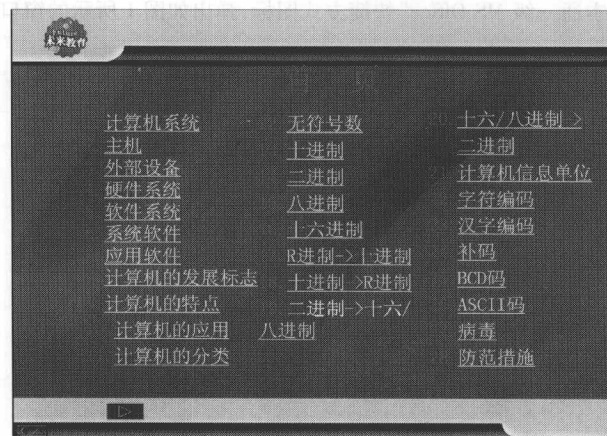 未来教育
计算机系统
主机
外部设备
硬件系统
软件系统
系统软件
应用软件
计算机的发展标志
计算机的特点
计算机的应用
计算机的分类
无符号数
十进制
二进制
八进制
十六进制
R进制->十进制
十进制->R进制
二进制->十六/
八进制
十六/八进制->
二进制
计算机信息单位
字符编码
汉字编码
补码
BCD码
ASCII码
病毒
防范措施